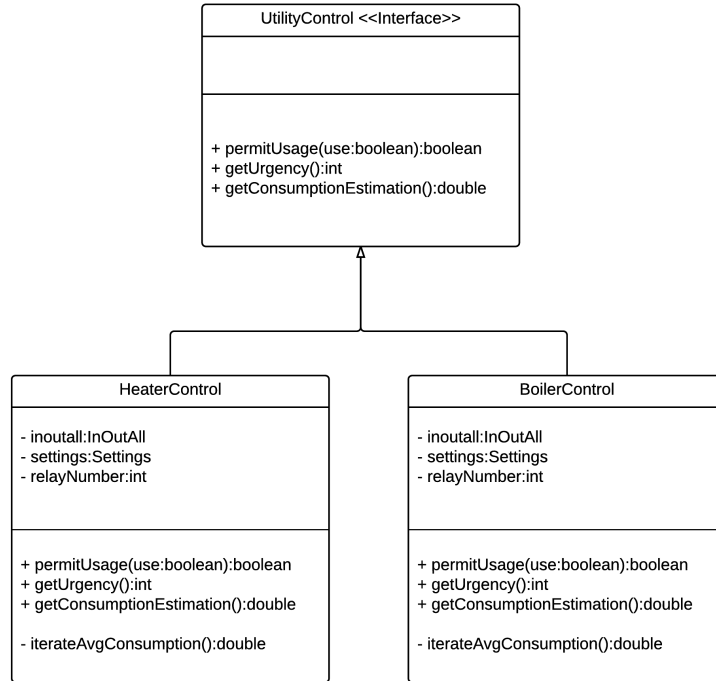 UtilityControl <<Interface>>
+ permitUsage(use:boolean):boolean
+ getUrgency():int
+ getConsumptionEstimation():double
HeaterControl
- inoutall:InOutAll
- settings:Settings
- relayNumber:int
+ permitUsage(use:boolean):boolean
+ getUrgency():int
+ getConsumptionEstimation():double
- iterateAvgConsumption():double
BoilerControl
- inoutall:InOutAll
- settings:Settings
- relayNumber:int
+ permitUsage(use:boolean):boolean
+ getUrgency():int
+ getConsumptionEstimation():double
- iterateAvgConsumption():double